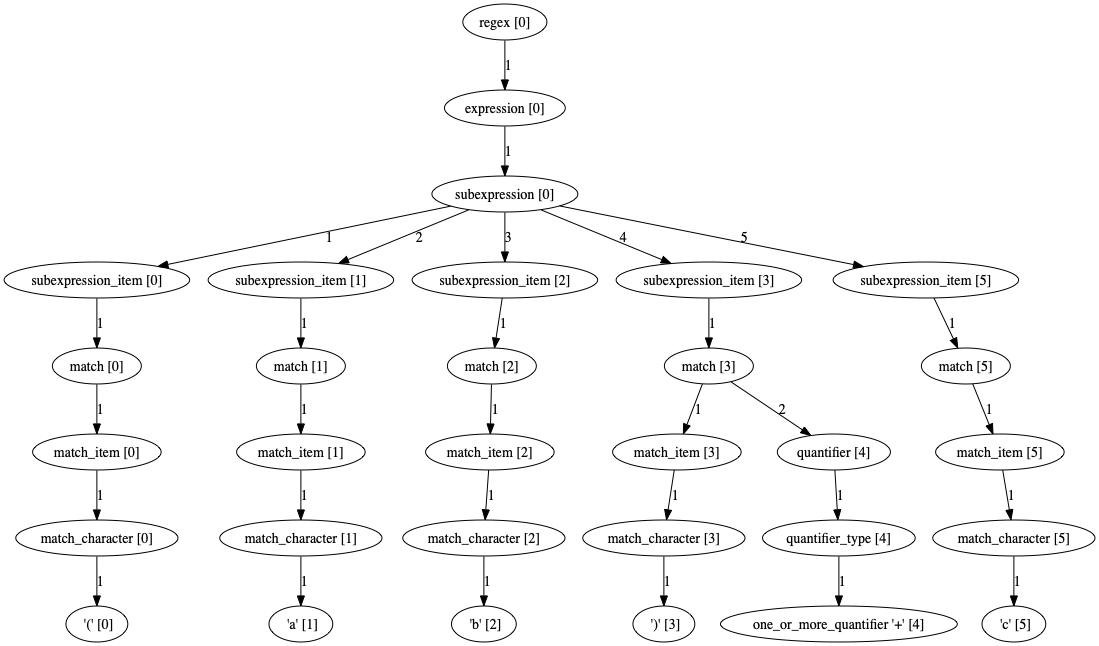 regex [0]
1
expression [0]
1
subexpression [0]
1 2 3 4 5
subexpression_item [0] subexpression_item [1] subexpression_item [2] subexpression_item [3] subexpression_item [5]
1 1 1 1 1
match [0] match [1] match [2] match [3] match [5]
1 1 1 1 2 1
match_item [0] match_item [1] match_item [2] match_item [3] quantifier [4] match_item [5]
1 1 1 1 1 1
match_character [0] match_character [1] match_character [2] match_character [3] quantifier_type [4] match_character [5]
1 1 1 1 1 1
'(' [0] 'a' [1] 'b' [2] ')' [3] one_or_more_quantifier '+' [4] 'c' [5]